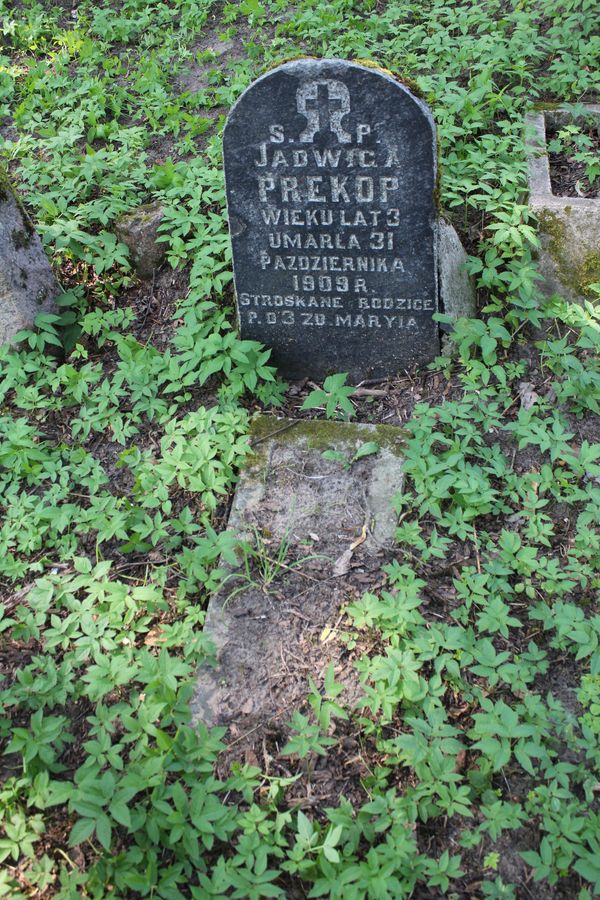 S. P.
JADWIGA
PREKOP
WIEKU LAT 3
UMARŁA 31
PAZDZIERNIKA
1909 R
STROSKANE RODZICE
P. O 3 ZD. MARYIA